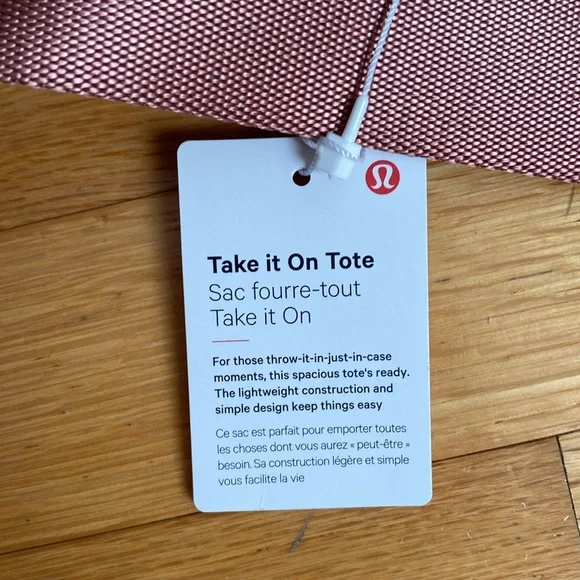 Take it On Tote
Sac fourre-tout
Take it On
For those throw-it-in-just-in-case
moments, this spacious tote's ready.
The lightweight construction and
simple design keep things easy
Ce sac est parfait pour emporter toutes
les choses dont vous aurez « peut-être »
besoin. Sa construction légère et simple
vous facilite la vie